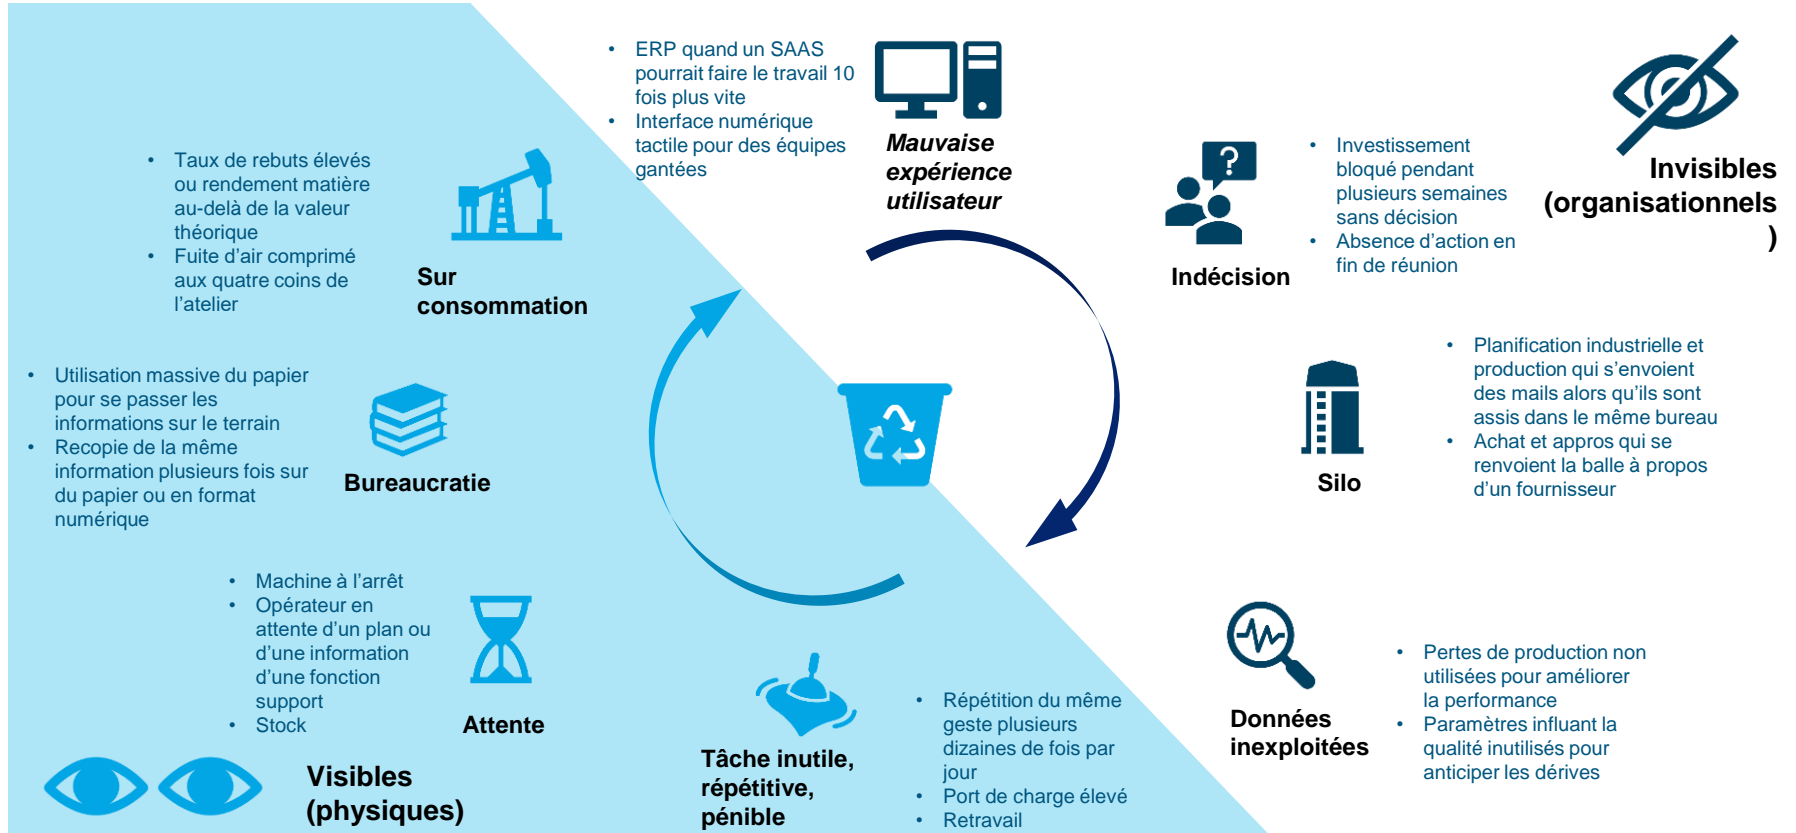 • ERP quand un SAAS
pourrait faire le travail 10
fois plus vite
• Interface numérique
tactile pour des équipes
gantées
Mauvaise
expérience
utilisateur
• Taux de rebuts élevés
ou rendement matière
au-delà de la valeur
théorique
• Fuite d’air comprimé
aux quatre coins de
l’atelier
Sur
consommation
?
Indécision
• Investissement
bloqué pendant
plusieurs semaines
sans décision
• Absence d’action en
fin de réunion
Invisibles
(organisationnels
)
• Utilisation massive du papier
pour se passer les
informations sur le terrain
• Recopie de la même
information plusieurs fois sur
du papier ou en format
numérique
Bureaucratie
Silo
• Planification industrielle et
production qui s’envoient
des mails alors qu’ils sont
assis dans le même bureau
• Achat et appros qui se
renvoient la balle à propos
d’un fournisseur
• Machine à l’arrêt
• Opérateur en
attente d’un plan ou
d’une information
d’une fonction
support
• Stock
Attente
Visibles
(physiques)
Tâche inutile,
répétitive,
pénible
• Répétition du même
geste plusieurs
dizaines de fois par
jour
• Port de charge élevé
• Retravail
Données
inexploitées
• Pertes de production non
utilisées pour améliorer
la performance
• Paramètres influant la
qualité inutilisés pour
anticiper les dérives